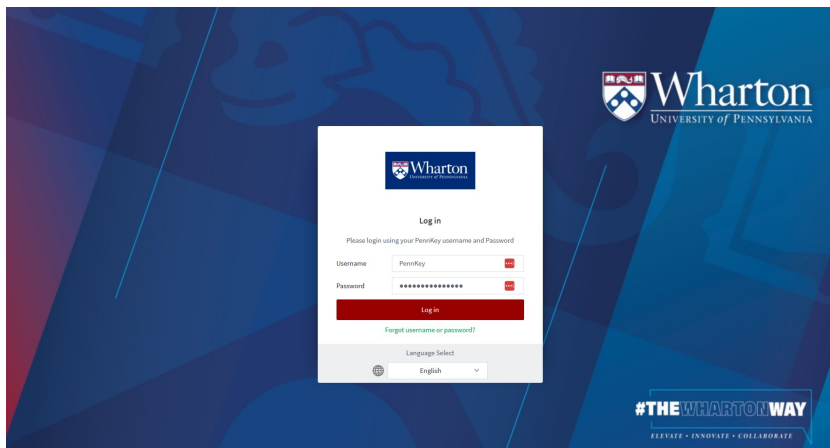 Wharton
UNIVERSITY of PENNSYLVANIA
Wharton
UNIVERSITY of PENNSYLVANIA
Log in
Please login using your PennKey username and Password
Username
PennKey
Password
•••••••••••••••
Log in
Forgot username or password?
Language Select
English
#THEWHARTONWAY
ELEVATE • INNOVATE • COLLABORATE